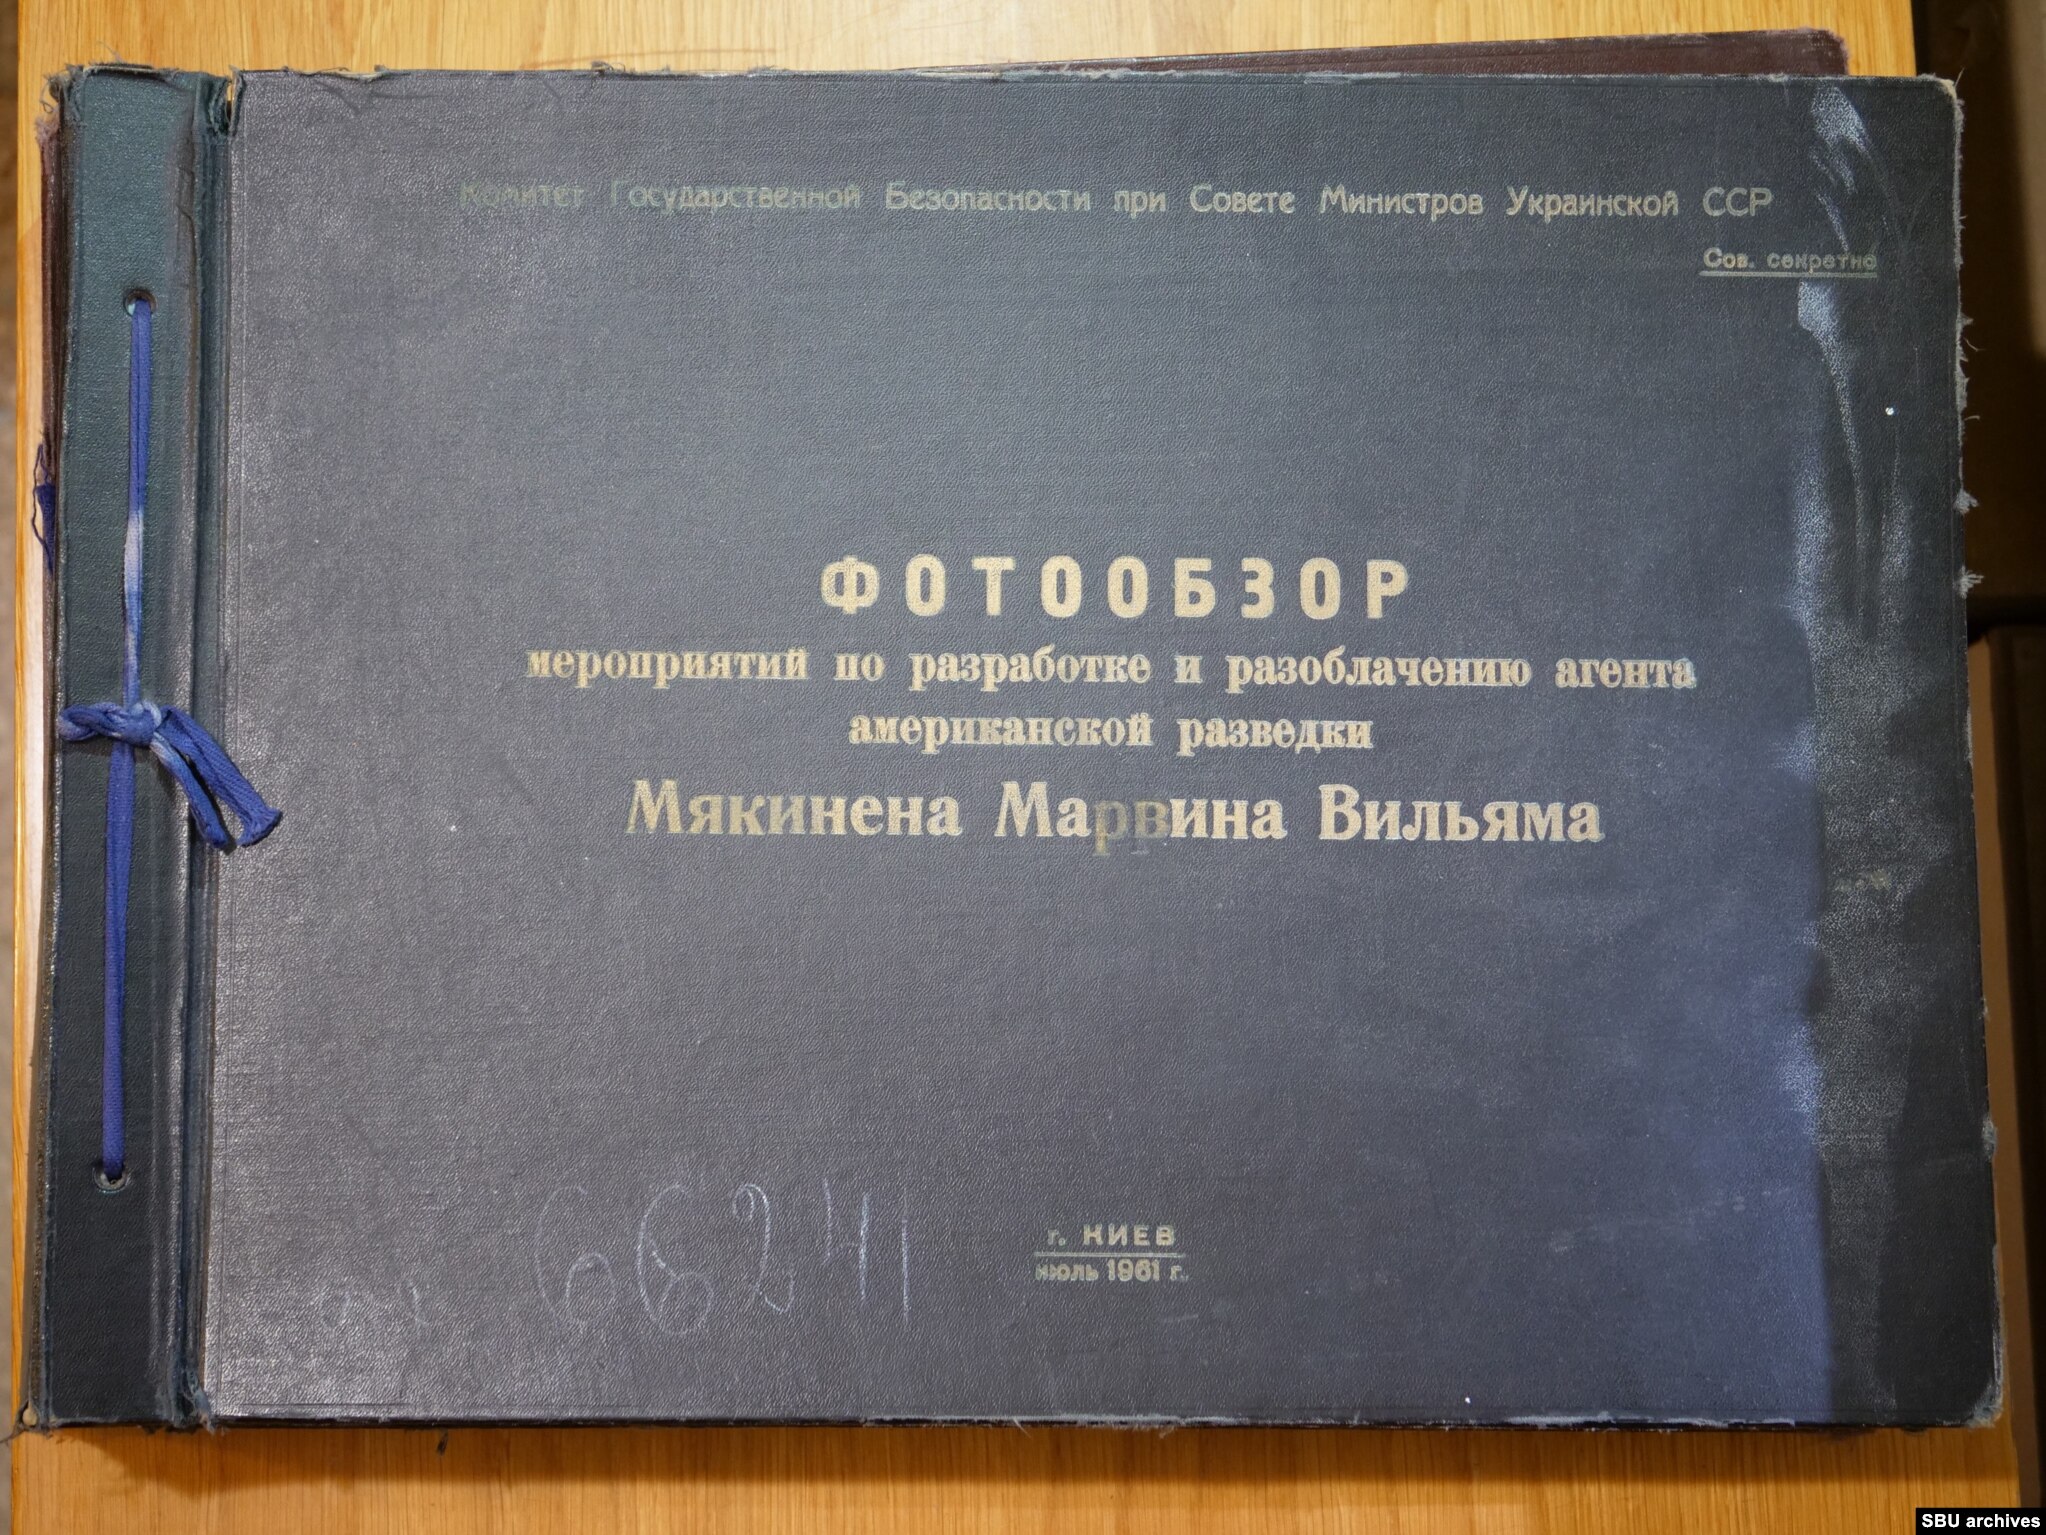 Комитет Государственной Безопасности при Совете Министров Украинской ССР
Сов. секретно
ФОТООБЗОР
мероприятий по разработке и разоблачению агента
американской разведки
Мякинена Марвина Вильяма
66241
г. КИЕВ
июль 1961 г.
SBU archives